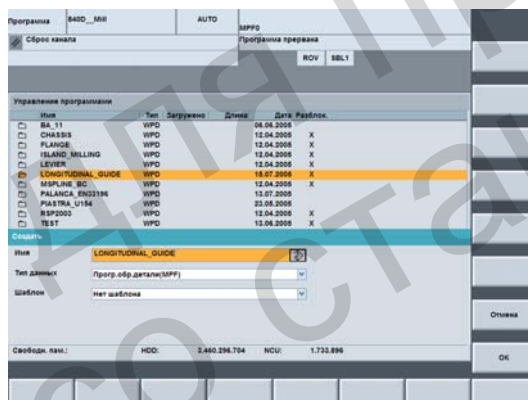 Программа 840D__Mill AUTO MPF0
Сброс канала Программа прервана
ROV SBL1
Управление программами
Имя Тип Загружено Длина Дата Разблок.
BA_11 WPD 06.06.2005
CHASSIS WPD 12.04.2005 X
FLANGE WPD 12.04.2005 X
ISLAND_MILLING WPD 12.04.2005 X
LEVIER WPD 12.04.2005 X
LONGITUDINAL_GUIDE WPD 15.07.2005 X
MSPLINE_BC WPD 12.04.2005 X
PALANCA_EN33196 WPD 13.07.2005
PIASTRA_U154 WPD 23.05.2005
RSP2003 WPD 12.04.2005 X
TEST WPD 13.06.2005 X
Создать
Имя LONGITUDINAL_GUIDE
Тип данных Прогр.обр.детали(MPF)
Шаблон Нет шаблона
Отмена
Свободн. пам.: HDD: 3.460.296.704 NCU: 1.733.896
OK